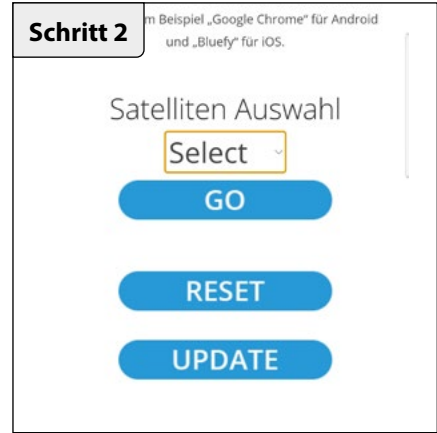 Schritt 2
m Beispiel „Google Chrome“ für Android
und „Bluefy“ für iOS.
Satelliten Auswahl
Select
GO
RESET
UPDATE